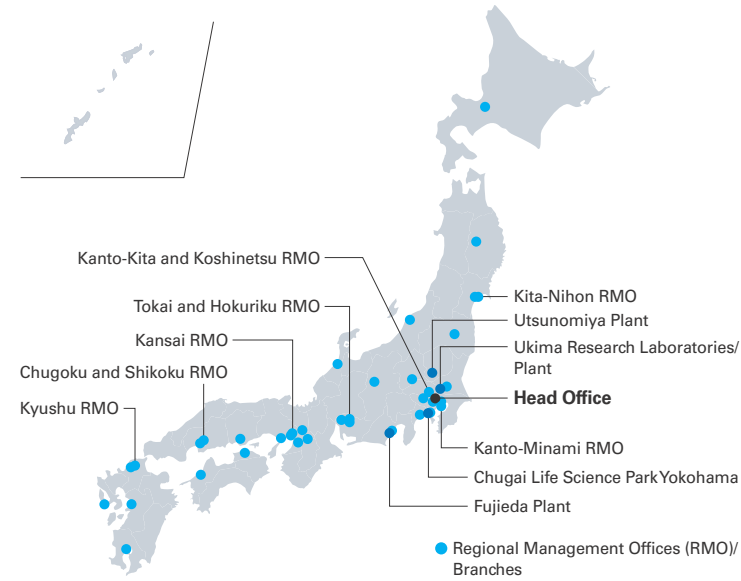 Kanto-Kita and Koshinetsu RMO
Tokai and Hokuriku RMO
Kansai RMO
Chugoku and Shikoku RMO
Kyushu RMO
Kita-Nihon RMO
Utsunomiya Plant
Ukima Research Laboratories/
Plant
Head Office
Kanto-Minami RMO
Chugai Life Science Park Yokohama
Fujieda Plant
Regional Management Offices (RMO)/
Branches